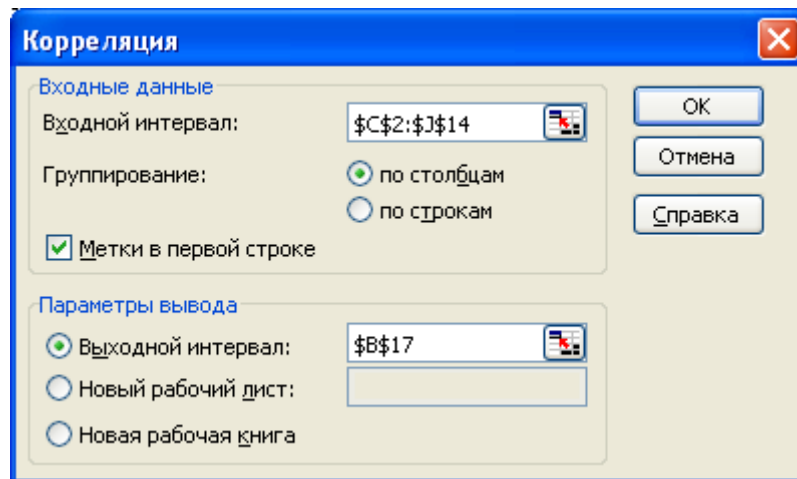 Корреляция
Входные данные
Входной интервал: $C$2:$J$14
Группирование: по столбцам
по строкам
Метки в первой строке
Параметры вывода
Выходной интервал: $B$17
Новый рабочий лист:
Новая рабочая книга
ОК
Отмена
Справка